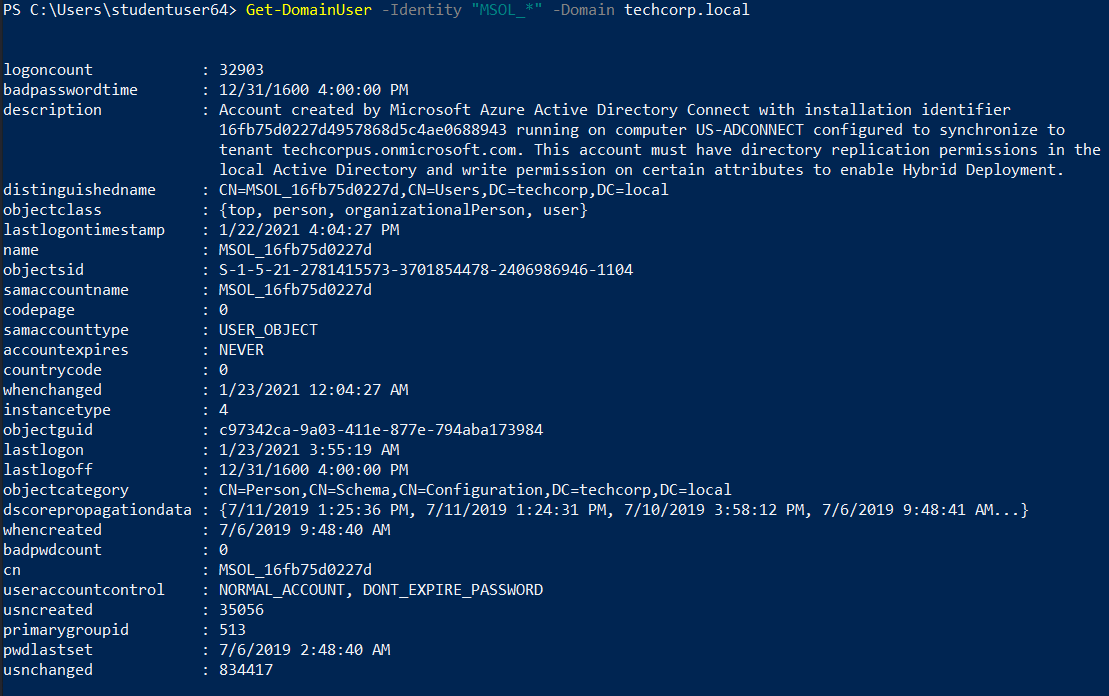 PS C:\Users\studentuser64> Get-DomainUser -Identity "MSOL_*" -Domain techcorp.local
logoncount : 32903
badpasswordtime : 12/31/1600 4:00:00 PM
description : Account created by Microsoft Azure Active Directory Connect with installation identifier
16fb75d0227d4957868d5c4ae0688943 running on computer US-ADCONNECT configured to synchronize to
tenant techcorpus.onmicrosoft.com. This account must have directory replication permissions in the
local Active Directory and write permission on certain attributes to enable Hybrid Deployment.
distinguishedname : CN=MSOL_16fb75d0227d,CN=Users,DC=techcorp,DC=local
objectclass : {top, person, organizationalPerson, user}
lastlogontimestamp : 1/22/2021 4:04:27 PM
name : MSOL_16fb75d0227d
objectsid : S-1-5-21-2781415573-3701854478-2406986946-1104
samaccountname : MSOL_16fb75d0227d
codepage : 0
samaccounttype : USER_OBJECT
accountexpires : NEVER
countrycode : 0
whenchanged : 1/23/2021 12:04:27 AM
instancetype : 4
objectguid : c97342ca-9a03-411e-877e-794aba173984
lastlogon : 1/23/2021 3:55:19 AM
lastlogoff : 12/31/1600 4:00:00 PM
objectcategory : CN=Person,CN=Schema,CN=Configuration,DC=techcorp,DC=local
dscorepropagationdata : {7/11/2019 1:25:36 PM, 7/11/2019 1:24:31 PM, 7/10/2019 3:58:12 PM, 7/6/2019 9:48:41 AM...}
whencreated : 7/6/2019 9:48:40 AM
badpwdcount : 0
cn : MSOL_16fb75d0227d
useraccountcontrol : NORMAL_ACCOUNT, DONT_EXPIRE_PASSWORD
usncreated : 35056
primarygroupid : 513
pwdlastset : 7/6/2019 2:48:40 AM
usnchanged : 834417